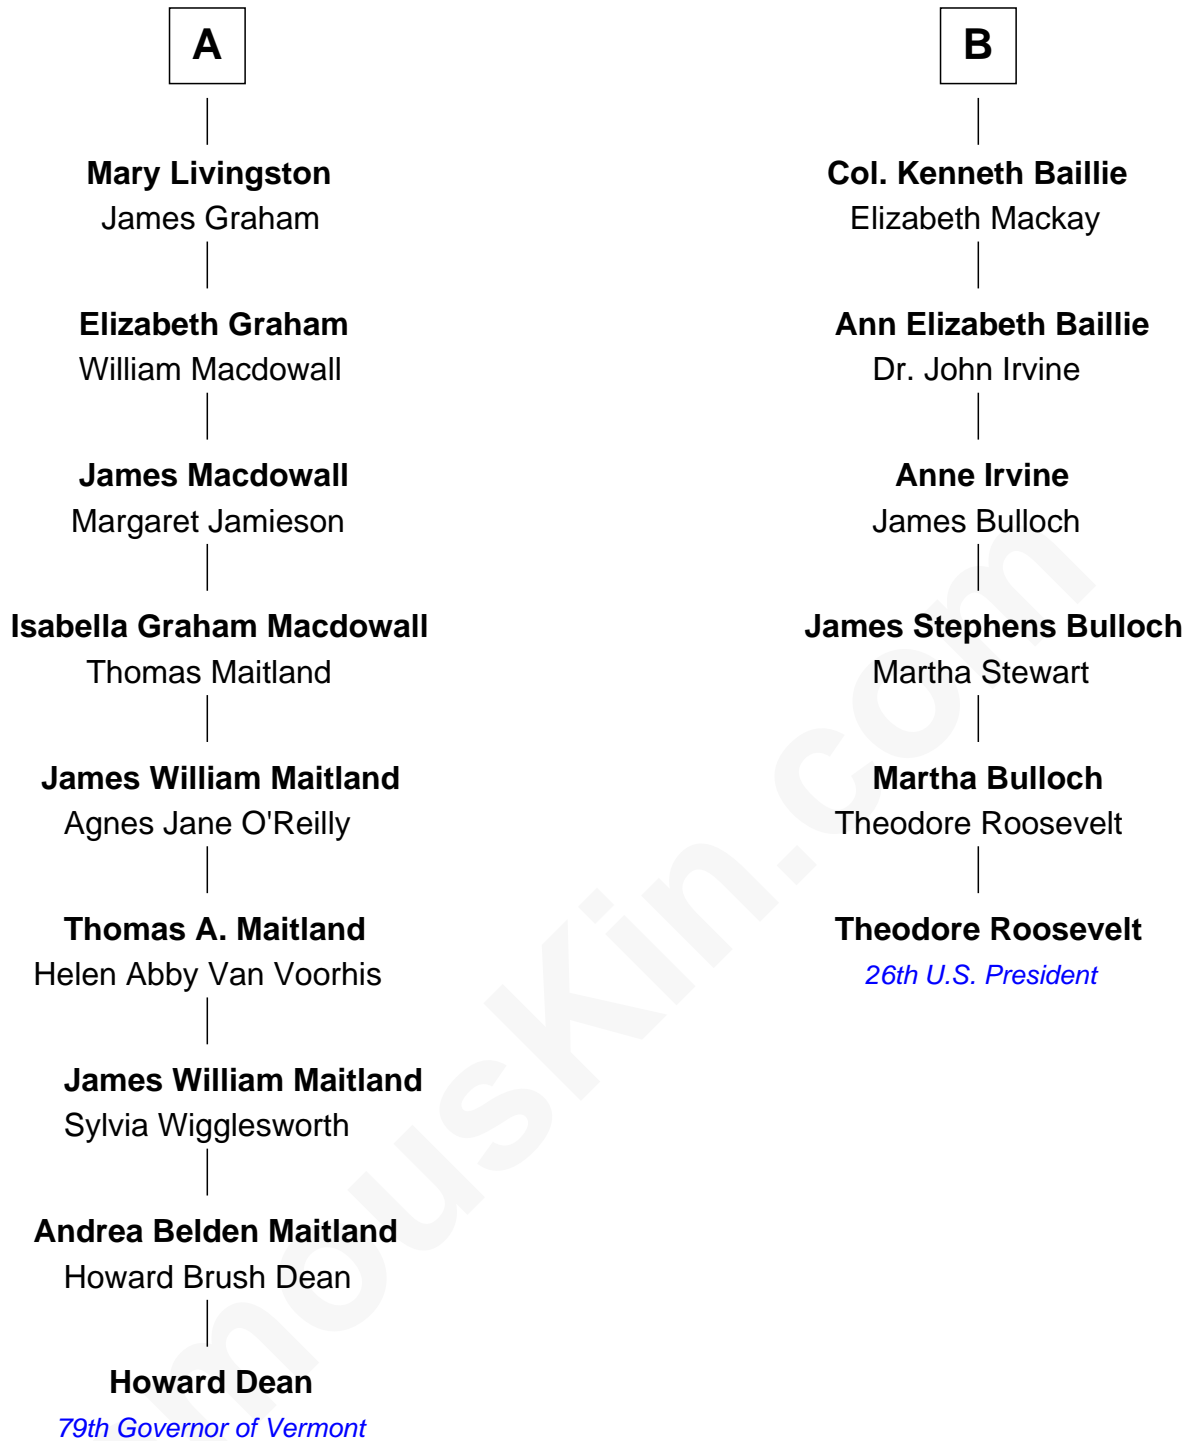 A
B
Mary Livingston
James Graham
Col. Kenneth Baillie
Elizabeth Mackay
Elizabeth Graham
William Macdowall
Ann Elizabeth Baillie
Dr. John Irvine
James Macdowall
Margaret Jamieson
Anne Irvine
James Bulloch
Isabella Graham Macdowall
Thomas Maitland
James Stephens Bulloch
Martha Stewart
James William Maitland
Agnes Jane O'Reilly
Martha Bulloch
Theodore Roosevelt
Thomas A. Maitland
Helen Abby Van Voorhis
Theodore Roosevelt
26th U.S. President
James William Maitland
Sylvia Wigglesworth
Andrea Belden Maitland
Howard Brush Dean
Howard Dean
79th Governor of Vermont
mousKin.com